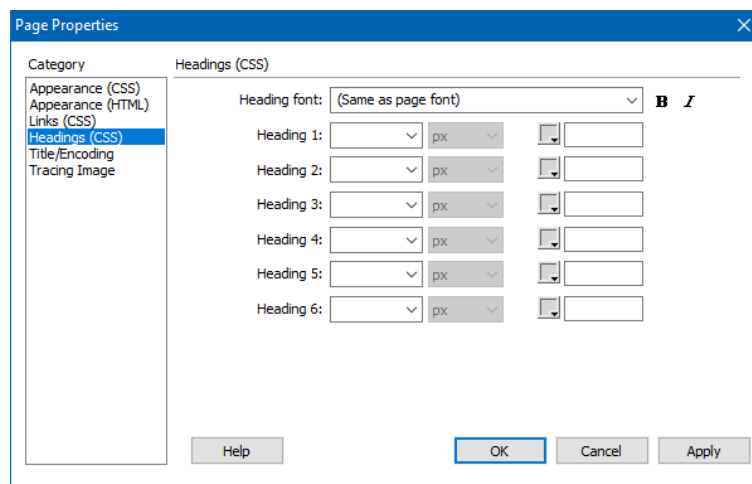 Page Properties
Category
Appearance (CSS)
Appearance (HTML)
Links (CSS)
Headings (CSS)
Title/Encoding
Tracing Image
Headings (CSS)
Heading font: (Same as page font) B I
Heading 1: px
Heading 2: px
Heading 3: px
Heading 4: px
Heading 5: px
Heading 6: px
Help OK Cancel Apply